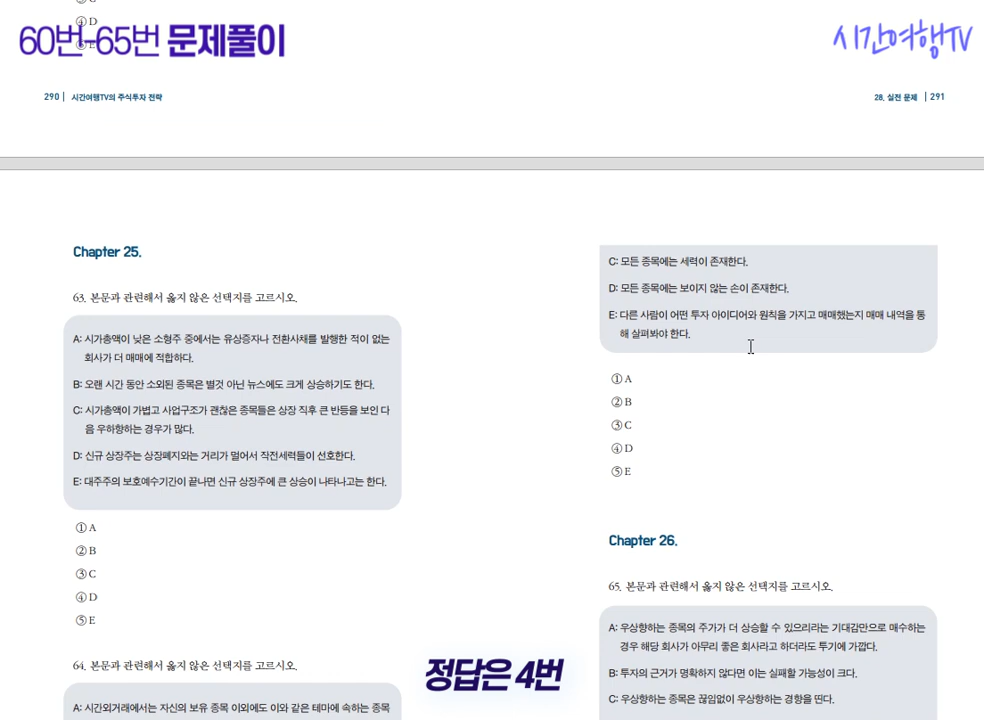 ④ D
60번-65번 문제풀이
시간여행TV
290 | 시간여행TV의 주식투자 전략
28. 실전 문제 | 291
Chapter 25.
63. 본문과 관련해서 옳지 않은 선택지를 고르시오.
A: 시가총액이 낮은 소형주 중에서는 유상증자나 전환사채를 발행한 적이 없는
회사가 더 매매에 적합하다.
B: 오랜 시간 동안 소외된 종목은 별것 아닌 뉴스에도 크게 상승하기도 한다.
C: 시가총액이 가볍고 사업구조가 괜찮은 종목들은 상장 직후 큰 반등을 보인 다
음 우하향하는 경우가 많다.
D: 신규 상장주는 상장폐지와는 거리가 멀어서 작전세력들이 선호한다.
E: 대주주의 보호예수기간이 끝나면 신규 상장주에 큰 상승이 나타나고는 한다.
① A
② B
③ C
④ D
⑤ E
64. 본문과 관련해서 옳지 않은 선택지를 고르시오.
A: 시간외거래에서는 자신의 보유 종목 이외에도 이와 같은 테마에 속하는 종목
C: 모든 종목에는 세력이 존재한다.
D: 모든 종목에는 보이지 않는 손이 존재한다.
E: 다른 사람이 어떤 투자 아이디어와 원칙을 가지고 매매했는지 매매 내역을 통
해 살펴봐야 한다.
① A
② B
③ C
④ D
⑤ E
Chapter 26.
65. 본문과 관련해서 옳지 않은 선택지를 고르시오.
A: 우상향하는 종목의 주가가 더 상승할 수 있으리라는 기대감만으로 매수하는
경우 해당 회사가 아무리 좋은 회사라고 하더라도 투기에 가깝다.
B: 투자의 근거가 명확하지 않다면 이는 실패할 가능성이 크다.
C: 우상향하는 종목은 끊임없이 우상향하는 경향을 띤다.
정답은 4번